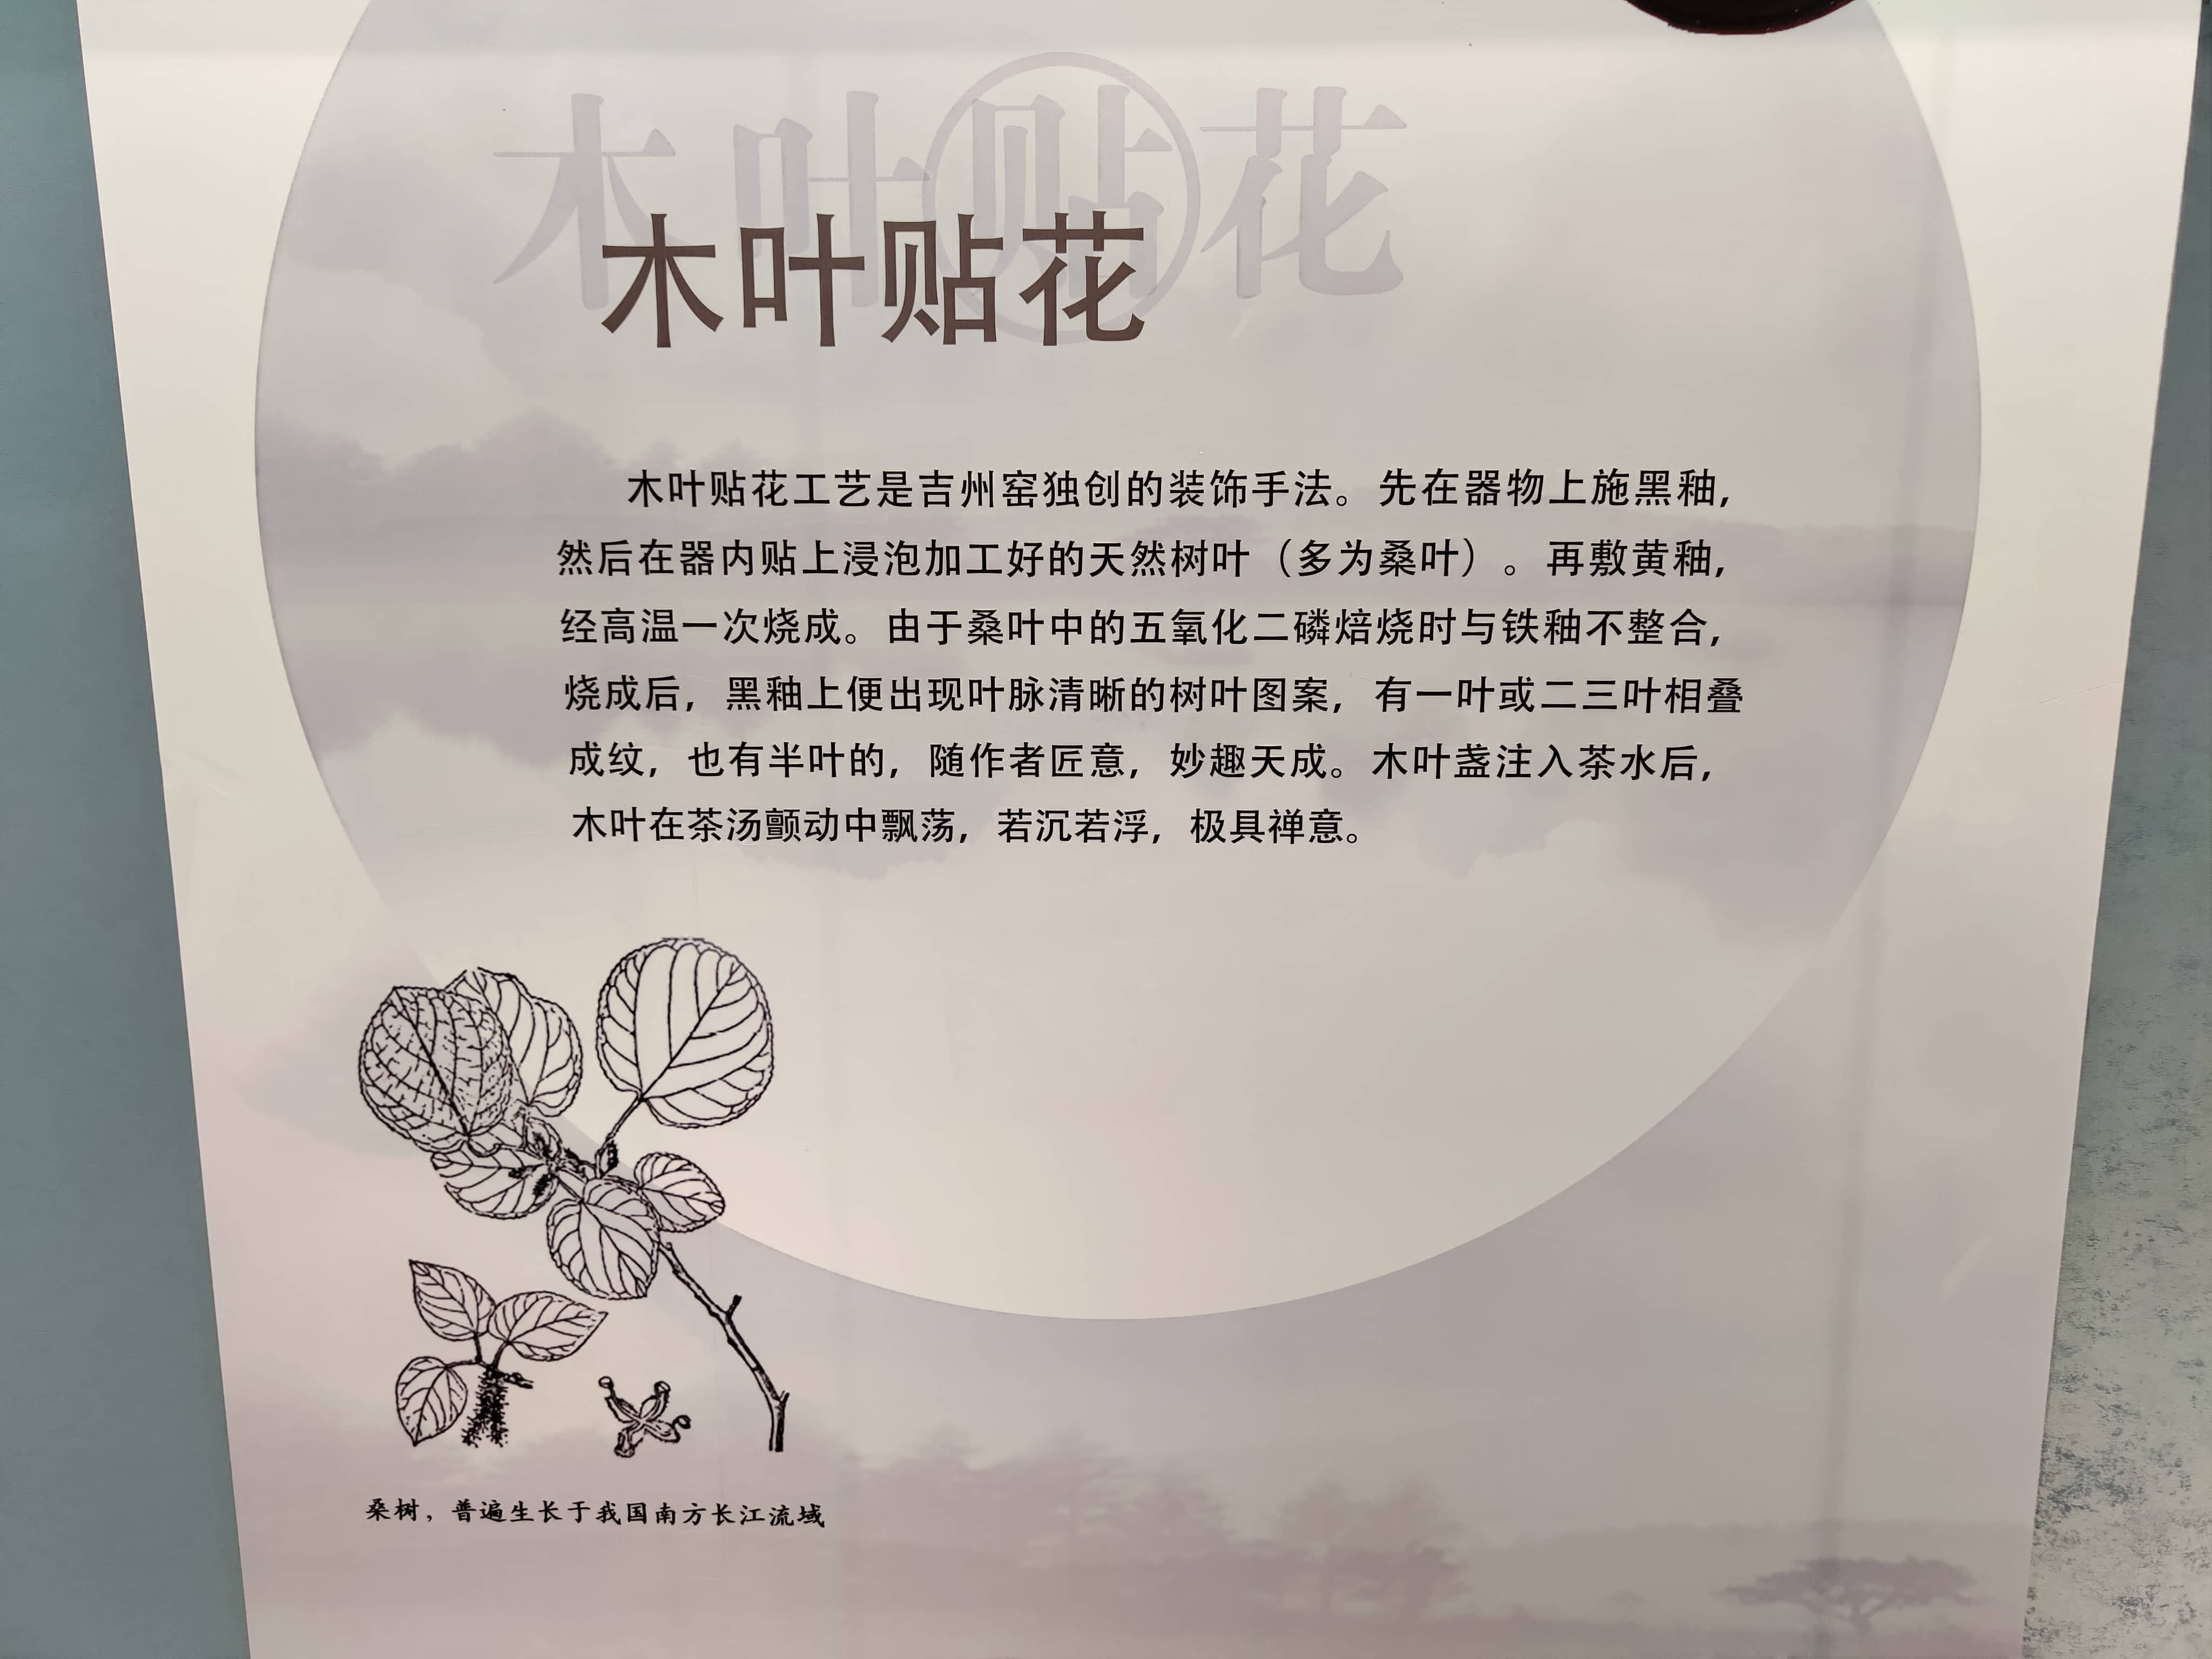 木叶贴花
木叶贴花
木叶贴花工艺是吉州窑独创的装饰手法。先在器物上施黑釉,
然后在器内贴上浸泡加工好的天然树叶（多为桑叶）。再敷黄釉,
经高温一次烧成。由于桑叶中的五氧化二磷焙烧时与铁釉不整合,
烧成后, 黑釉上便出现叶脉清晰的树叶图案, 有一叶或二三叶相叠
成纹, 也有半叶的, 随作者匠意, 妙趣天成。木叶盏注入茶水后,
木叶在茶汤颤动中飘荡, 若沉若浮, 极具禅意。
桑树，普遍生长于我国南方长江流域